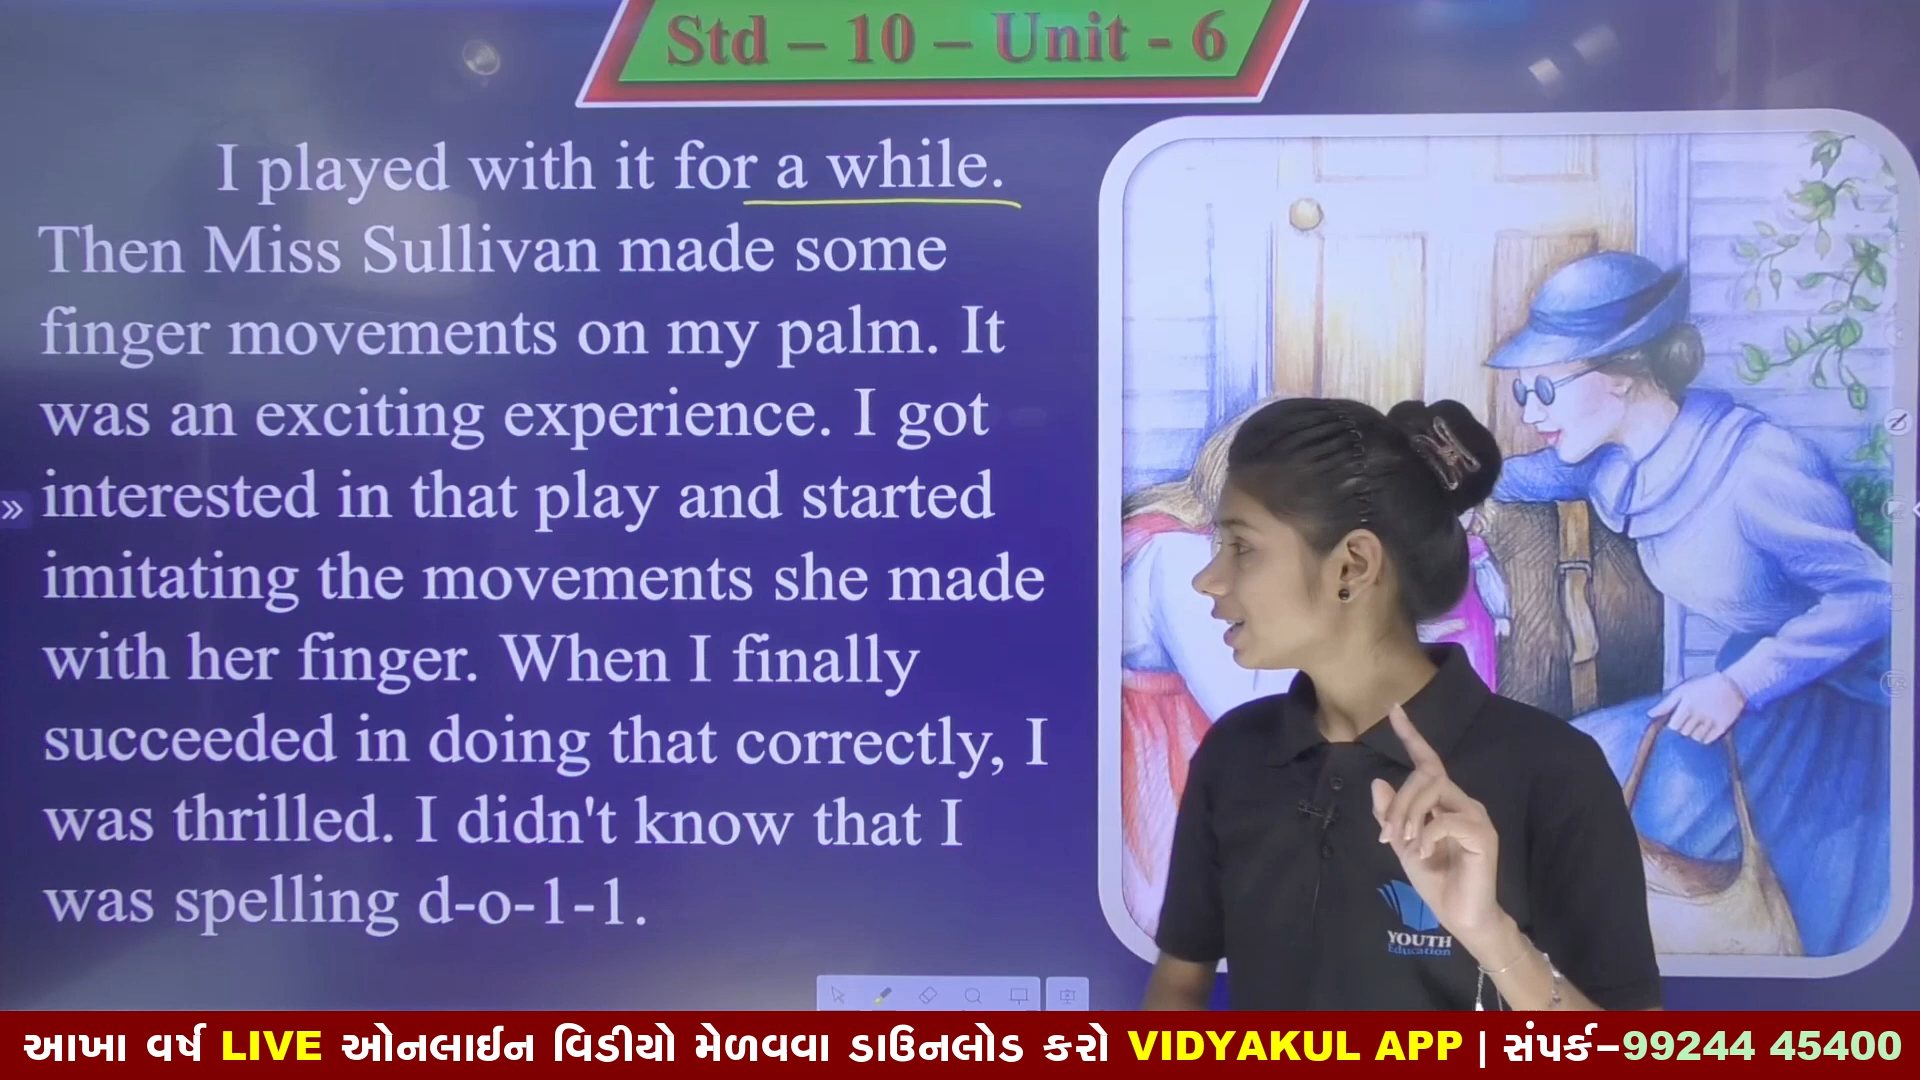 Std – 10 – Unit - 6
I played with it for a while.
Then Miss Sullivan made some
finger movements on my palm. It
was an exciting experience. I got
interested in that play and started
imitating the movements she made
with her finger. When I finally
succeeded in doing that correctly, I
was thrilled. I didn't know that I
was spelling d-o-1-1.
YOUTH
Education
આખા વર્ષ LIVE ઓનલાઈન વિડીયો મેળવવા ડાઉનલોડ કરો VIDYAKUL APP | સંપર્ક–99244 45400